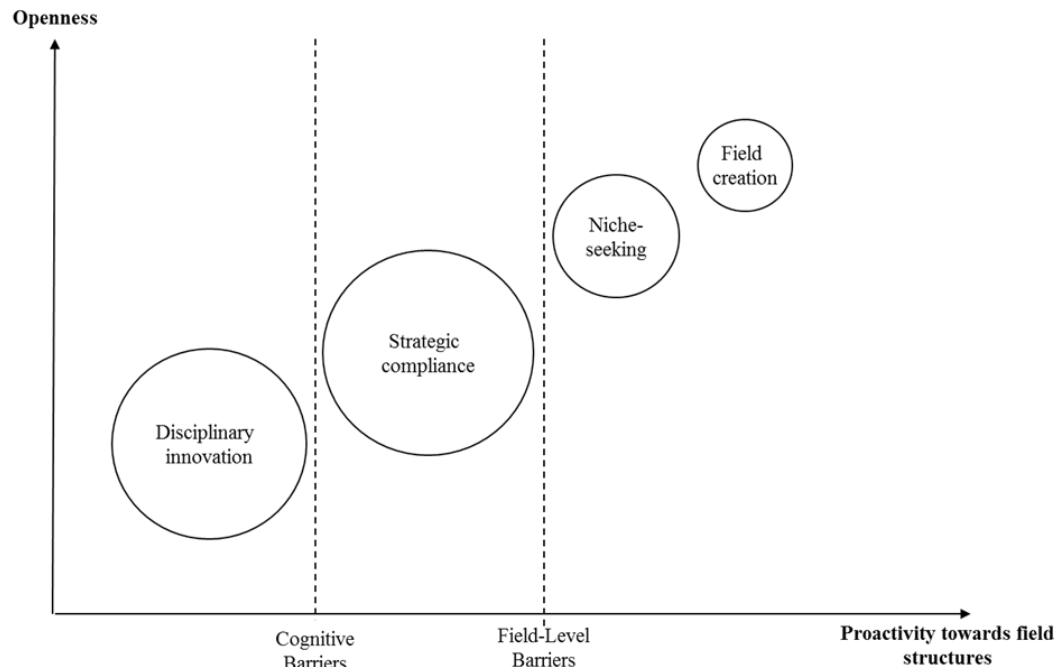 Openness
Field
creation
Niche-
seeking
Strategic
compliance
Disciplinary
innovation
Cognitive
Barriers
Field-Level
Barriers
Proactivity towards field
structures